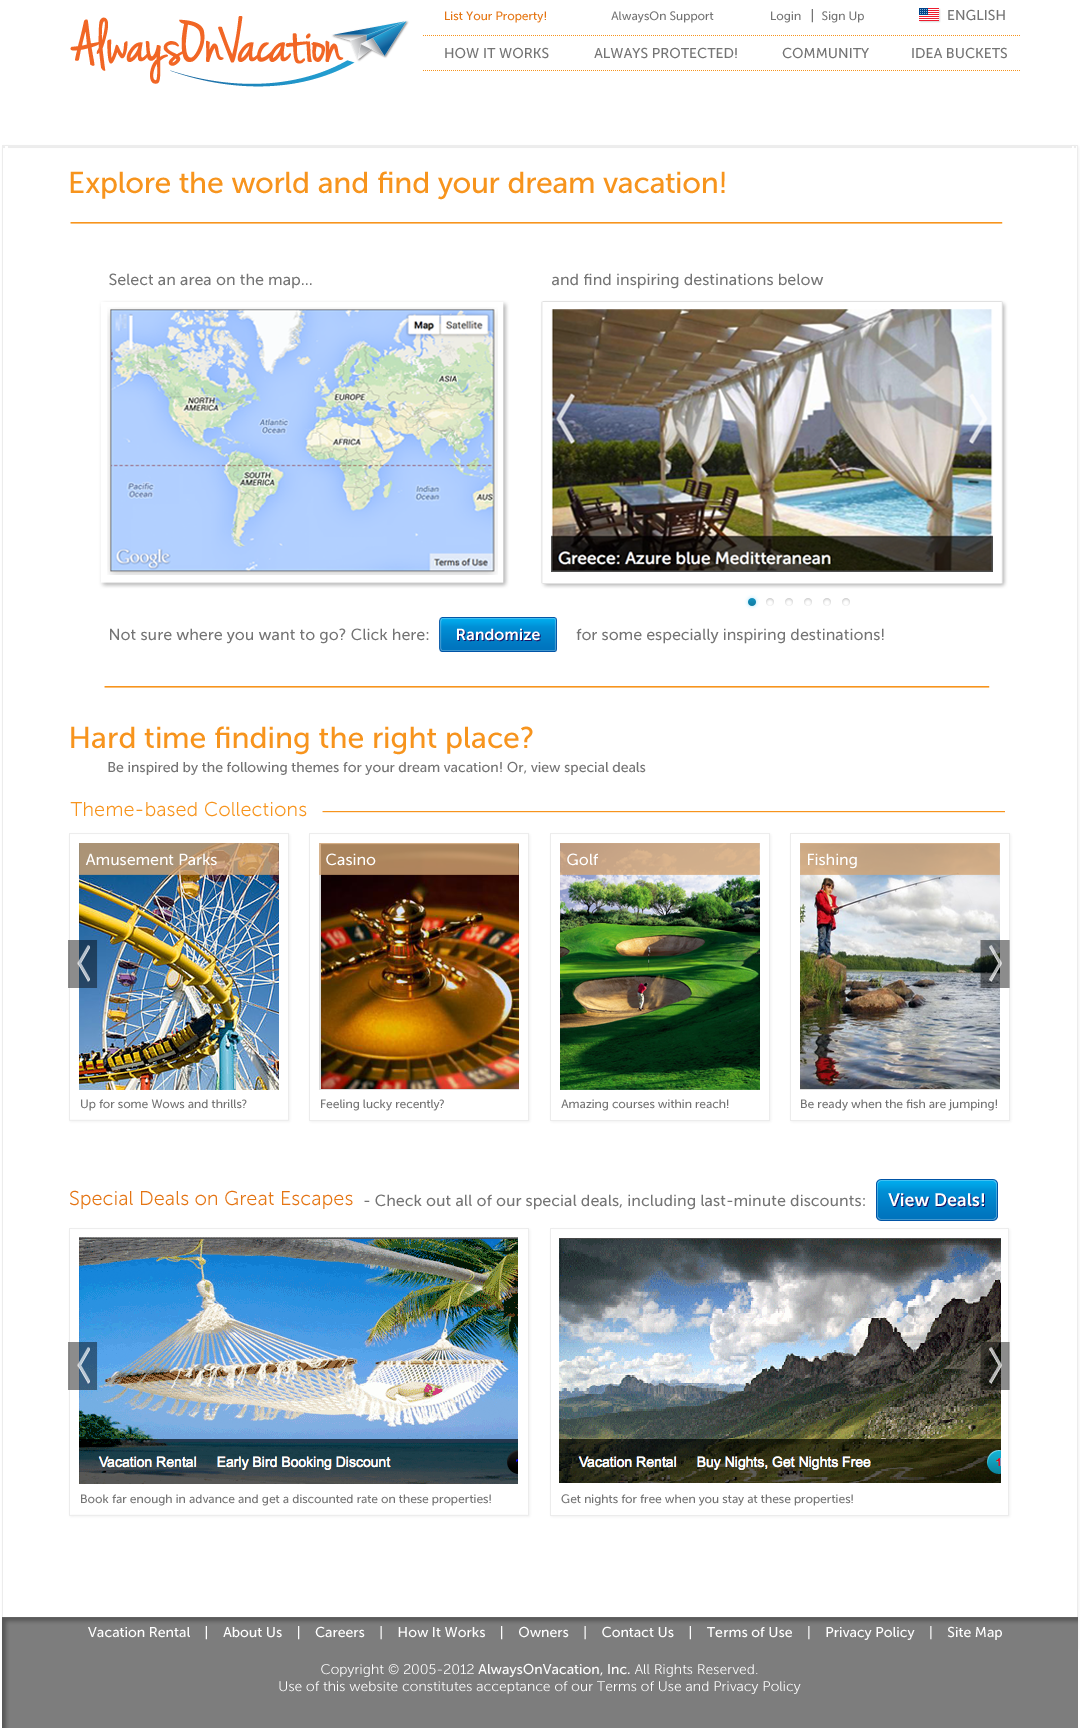 AlwaysOnVacation
List Your Property! AlwaysOn Support Login | Sign Up ENGLISH
HOW IT WORKS ALWAYS PROTECTED! COMMUNITY IDEA BUCKETS
Explore the world and find your dream vacation!
Select an area on the map...
and find inspiring destinations below
Map Satellite
NORTH AMERICA
EUROPE
ASIA
Atlantic Ocean
AFRICA
SOUTH AMERICA
Pacific Ocean
Indian Ocean
AUS
Google
Terms of Use
Greece: Azure blue Meditteranean
Not sure where you want to go? Click here: Randomize for some especially inspiring destinations!
Hard time finding the right place?
Be inspired by the following themes for your dream vacation! Or, view special deals
Theme-based Collections
Amusement Parks
Up for some Wows and thrills?
Casino
Feeling lucky recently?
Golf
Amazing courses within reach!
Fishing
Be ready when the fish are jumping!
Special Deals on Great Escapes - Check out all of our special deals, including last-minute discounts: View Deals!
Vacation Rental Early Bird Booking Discount
Book far enough in advance and get a discounted rate on these properties!
Vacation Rental Buy Nights, Get Nights Free
Get nights for free when you stay at these properties!
Vacation Rental | About Us | Careers | How It Works | Owners | Contact Us | Terms of Use | Privacy Policy | Site Map
Copyright © 2005-2012 AlwaysOnVacation, Inc. All Rights Reserved.
Use of this website constitutes acceptance of our Terms of Use and Privacy Policy